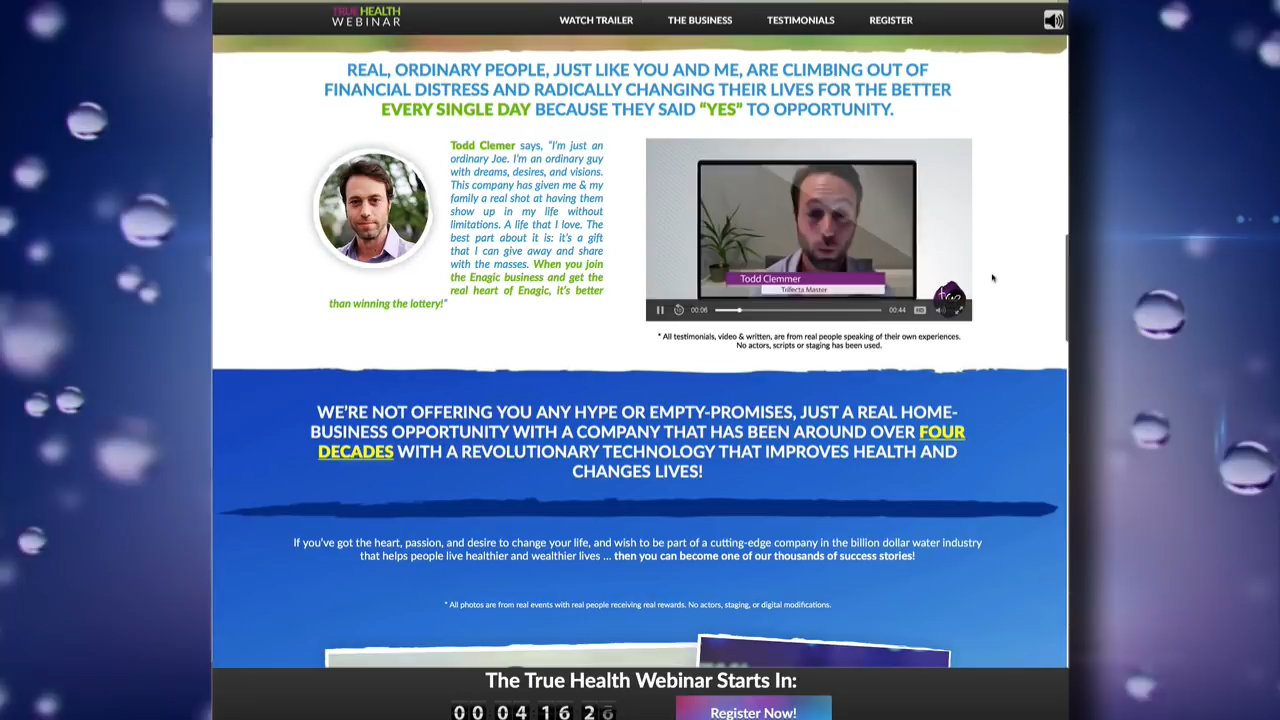 TRUE HEALTH
WEBINAR
WATCH TRAILER
THE BUSINESS
TESTIMONIALS
REGISTER
REAL, ORDINARY PEOPLE, JUST LIKE YOU AND ME, ARE CLIMBING OUT OF
FINANCIAL DISTRESS AND RADICALLY CHANGING THEIR LIVES FOR THE BETTER
EVERY SINGLE DAY BECAUSE THEY SAID “YES” TO OPPORTUNITY.
Todd Clemer says, “I'm just an
ordinary Joe. I'm an ordinary guy
with dreams, desires, and visions.
This company has given me & my
family a real shot at having them
show up in my life without
limitations. A life that I love. The
best part about it is: it's a gift
that I can give away and share
with the masses. When you join
the Enagic business and get the
real heart of Enagic, it's better
than winning the lottery!”
Todd Clemmer
Trifecta Master
true
10
00:06
00:44
HD
* All testimonials, video & written, are from real people speaking of their own experiences.
No actors, scripts or staging has been used.
WE'RE NOT OFFERING YOU ANY HYPE OR EMPTY-PROMISES, JUST A REAL HOME-
BUSINESS OPPORTUNITY WITH A COMPANY THAT HAS BEEN AROUND OVER FOUR
DECADES WITH A REVOLUTIONARY TECHNOLOGY THAT IMPROVES HEALTH AND
CHANGES LIVES!
If you've got the heart, passion, and desire to change your life, and wish to be part of a cutting-edge company in the billion dollar water industry
that helps people live healthier and wealthier lives ... then you can become one of our thousands of success stories!
* All photos are from real events with real people receiving real rewards. No actors, staging, or digital modifications.
The True Health Webinar Starts In:
00 04 16 26
Register Now!